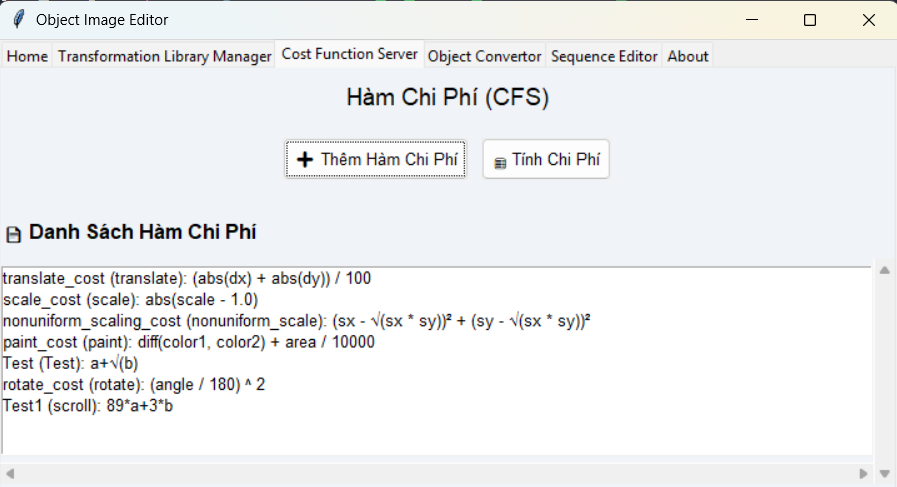 Object Image Editor
Home Transformation Library Manager Cost Function Server Object Convertor Sequence Editor About
Hàm Chi Phí (CFS)
Thêm Hàm Chi Phí Tính Chi Phí
Danh Sách Hàm Chi Phí
translate_cost (translate): (abs(dx) + abs(dy)) / 100
scale_cost (scale): abs(scale - 1.0)
nonuniform_scaling_cost (nonuniform_scale): (sx - √(sx * sy))² + (sy - √(sx * sy))²
paint_cost (paint): diff(color1, color2) + area / 10000
Test (Test): a+√(b)
rotate_cost (rotate): (angle / 180) ^ 2
Test1 (scroll): 89*a+3*b